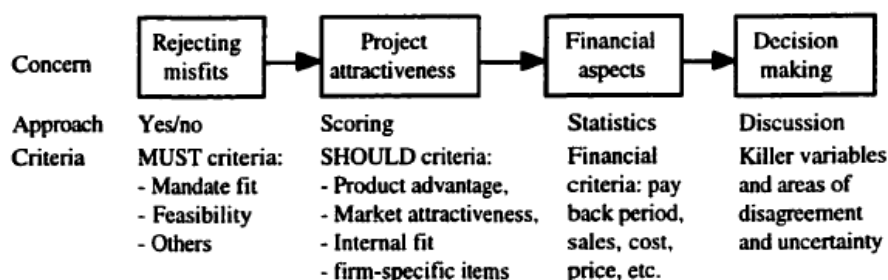 Concern
Rejecting
misfits
Project
attractiveness
Financial
aspects
Decision
making
Approach Yes/no Scoring Statistics Discussion
Criteria
MUST criteria:
- Mandate fit
- Feasibility
- Others
SHOULD criteria:
- Product advantage,
- Market attractiveness,
- Internal fit
- firm-specific items
Financial
criteria: pay
back period,
sales, cost,
price, etc.
Killer variables
and areas of
disagreement
and uncertainty